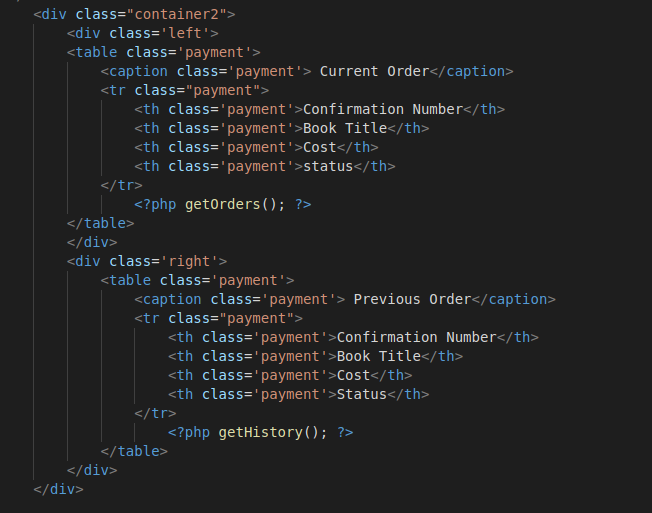 <div class="container2">
<div class='left'>
<table class='payment'>
<caption class='payment'> Current Order</caption>
<tr class="payment">
<th class='payment'>Confirmation Number</th>
<th class='payment'>Book Title</th>
<th class='payment'>Cost</th>
<th class='payment'>status</th>
</tr>
<?php getOrders(); ?>
</table>
</div>
<div class='right'>
<table class='payment'>
<caption class='payment'> Previous Order</caption>
<tr class="payment">
<th class='payment'>Confirmation Number</th>
<th class='payment'>Book Title</th>
<th class='payment'>Cost</th>
<th class='payment'>Status</th>
</tr>
<?php getHistory(); ?>
</table>
</div>
</div>